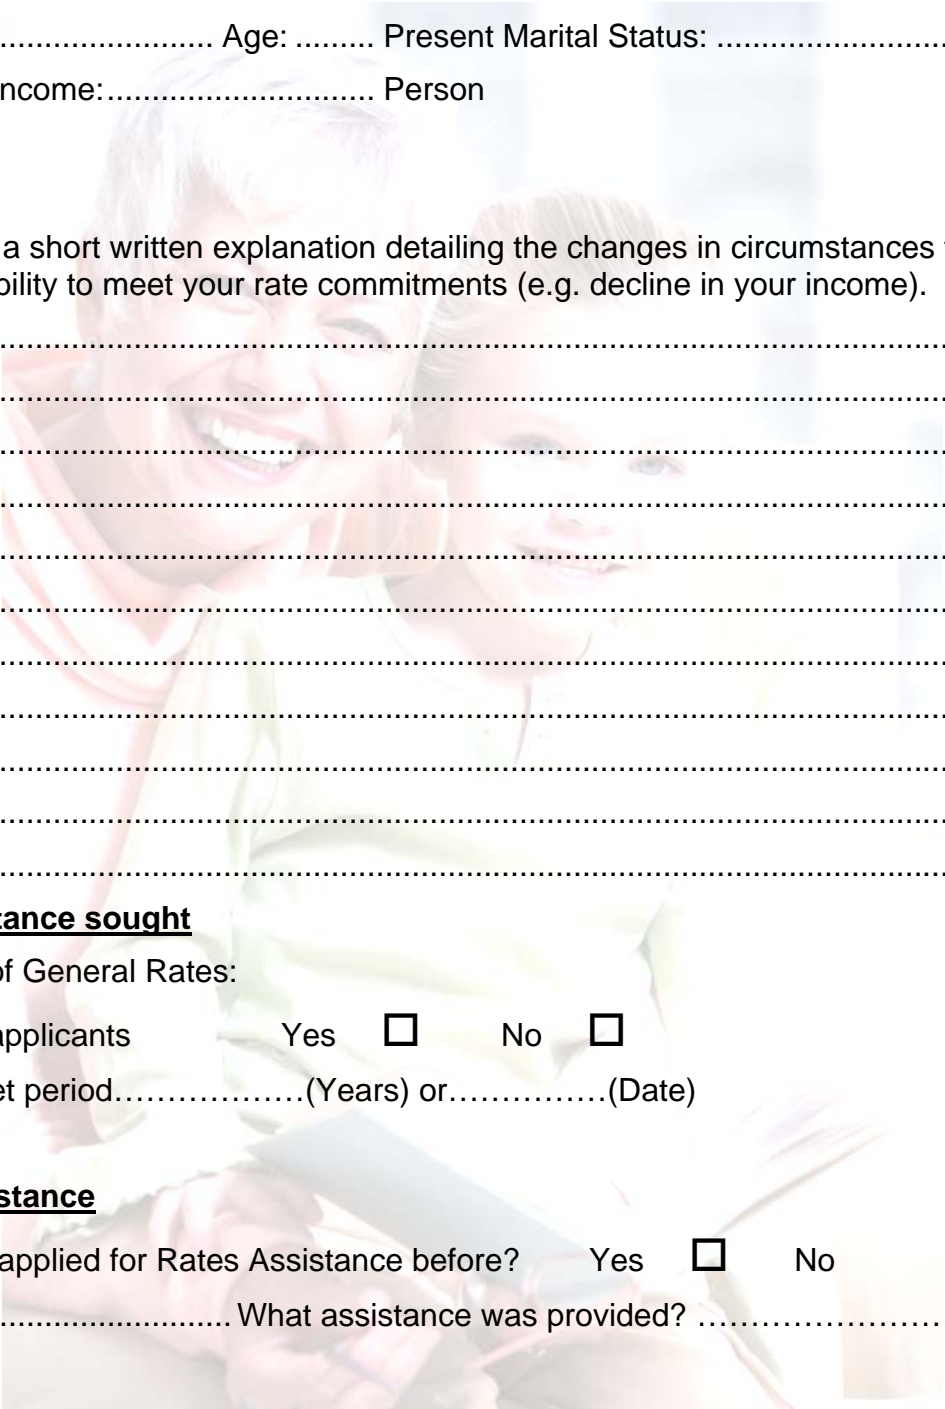 ........................ Age: ......... Present Marital Status: ..........................
ncome:.............................. Person
a short written explanation detailing the changes in circumstances
bility to meet your rate commitments (e.g. decline in your income).
..........................................................................................................
..........................................................................................................
..........................................................................................................
..........................................................................................................
..........................................................................................................
..........................................................................................................
..........................................................................................................
..........................................................................................................
..........................................................................................................
..........................................................................................................
..........................................................................................................
tance sought
of General Rates:
applicants Yes ☐ No ☐
et period………………(Years) or……………(Date)
stance
applied for Rates Assistance before? Yes ☐ No
.......................... What assistance was provided? ……………………